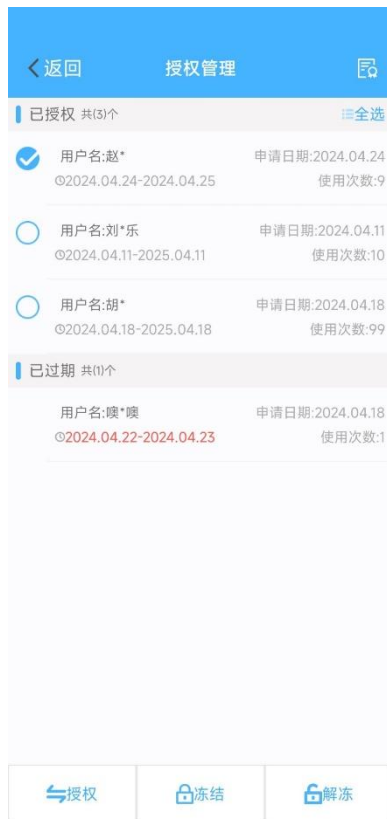 返回
授权管理
已授权 共(3)个
全选
用户名:赵*
申请日期:2024.04.24
2024.04.24-2024.04.25
使用次数:9
用户名:刘*乐
申请日期:2024.04.11
2024.04.11-2025.04.11
使用次数:10
用户名:胡*
申请日期:2024.04.18
2024.04.18-2025.04.18
使用次数:99
已过期 共(1)个
用户名:噢*噢
申请日期:2024.04.18
2024.04.22-2024.04.23
使用次数:1
授权
冻结
解冻